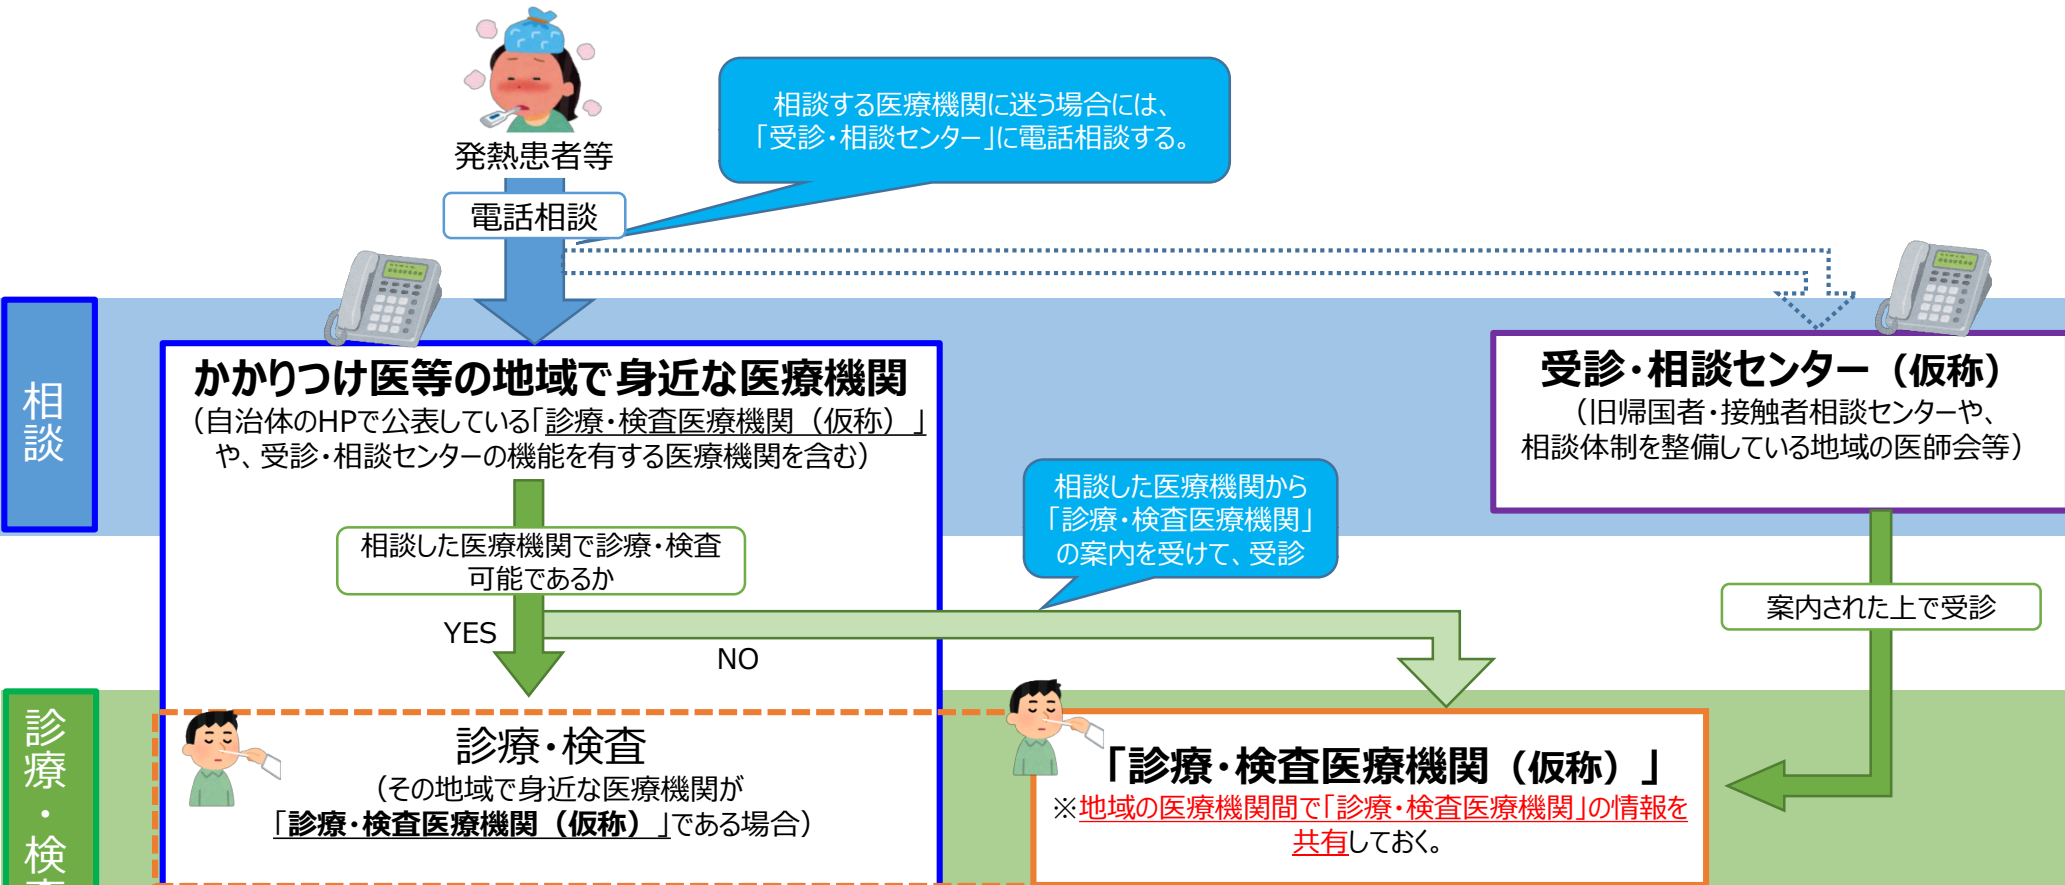 発熱患者等
電話相談
相談する医療機関に迷う場合には、
「受診・相談センター」に電話相談する。
相談
かかりつけ医等の地域で身近な医療機関
（自治体のHPで公表している「診療・検査医療機関（仮称）」
や、受診・相談センターの機能を有する医療機関を含む）
受診・相談センター（仮称）
（旧帰国者・接触者相談センターや、
相談体制を整備している地域の医師会等）
相談した医療機関で診療・検査
可能であるか
相談した医療機関から
「診療・検査医療機関」
の案内を受けて、受診
案内された上で受診
YES
NO
診療・検査
診療・検査
（その地域で身近な医療機関が
「診療・検査医療機関（仮称）」である場合）
「診療・検査医療機関（仮称）」
※地域の医療機関間で「診療・検査医療機関」の情報を
共有しておく。